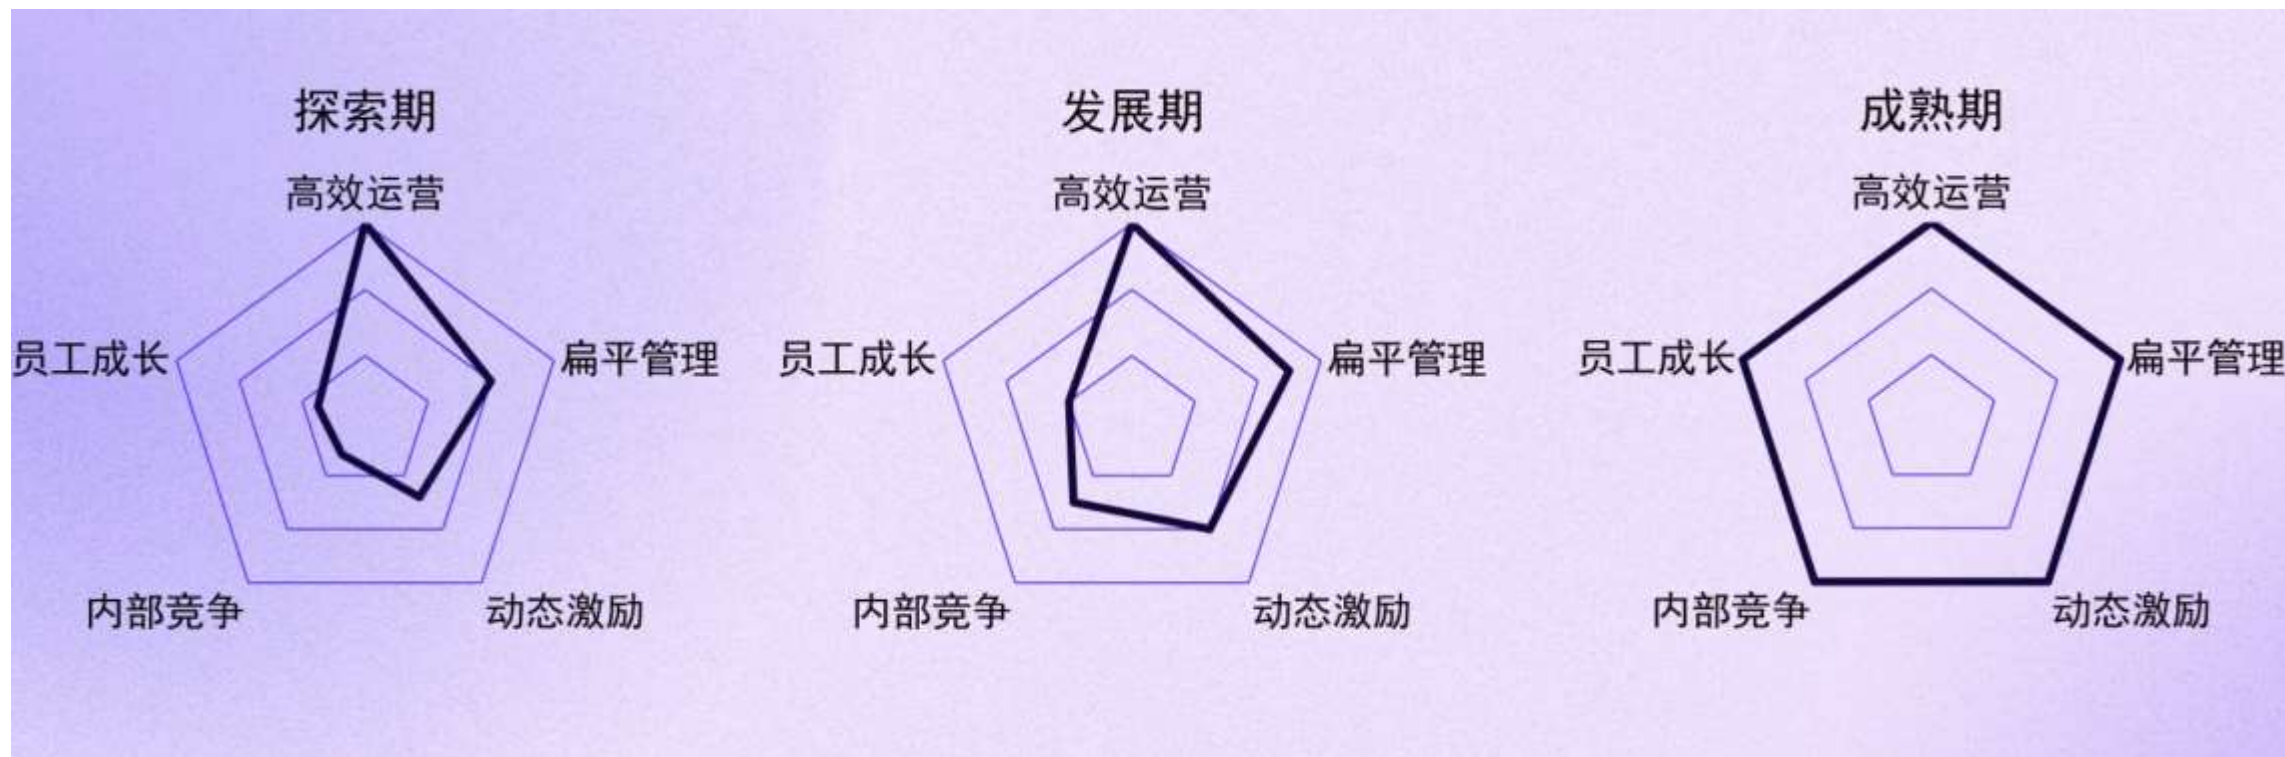 探索期
高效运营
员工成长
扁平管理
内部竞争
动态激励
发展期
高效运营
员工成长
扁平管理
内部竞争
动态激励
成熟期
高效运营
员工成长
扁平管理
内部竞争
动态激励